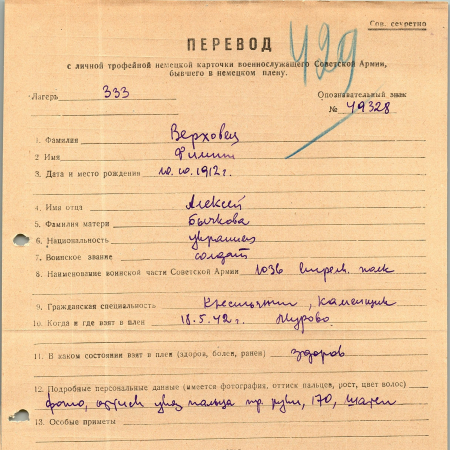 Сов. секретно
429
ПЕРЕВОД
с личной трофейной немецкой карточки военнослужащего Советской Армии,
бывшего в немецком плену.
Лагерь 333 Опознавательный знак
№ 49328
1. Фамилия Верховец
2 Имя Филипп
3. Дата и место рождения 10.10.1912 г.
4. Имя отца Алексей
5. Фамилия матери Бычкова
6. Национальность украинец
7. Воинское звание солдат
8. Наименование воинской части Советской Армии 1036 стрелк. полк
9. Гражданская специальность Крестьянин, каменщик
10. Когда и где взят в плен 18.5.42 г. Мурово
11. В каком состоянии взят в плен (здоров, болен, ранен) здоров
12. Подробные персональные данные (имеется фотография, оттиск пальцев, рост, цвет волос)
фото, оттиск указ пальца пр руки, 170, шатен
13. Особые приметы